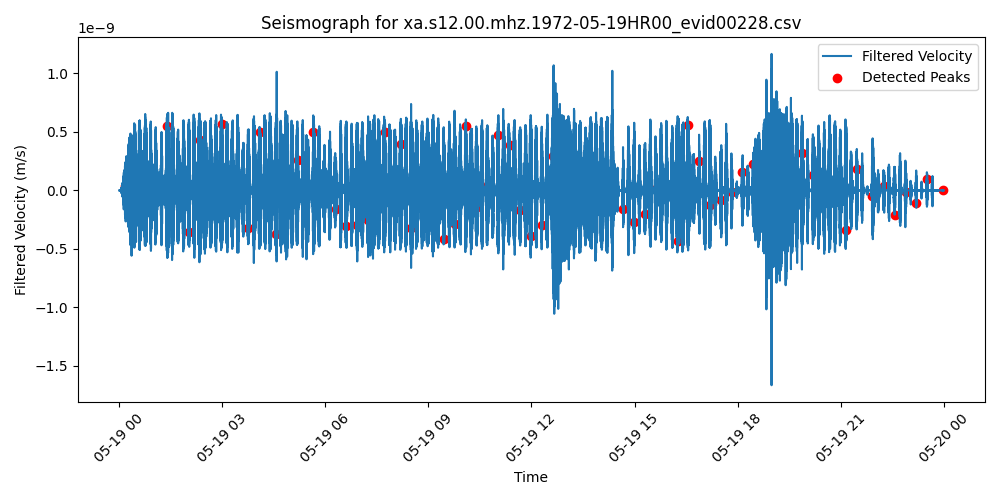 Seismograph for xa.s12.00.mhz.1972-05-19HR00_evid00228.csv
1e−9
Filtered Velocity
Detected Peaks
1.0
0.5
0.0
−0.5
−1.0
−1.5
Filtered Velocity (m/s)
05-19 00
05-19 03
05-19 06
05-19 09
05-19 12
05-19 15
05-19 18
05-19 21
05-20 00
Time